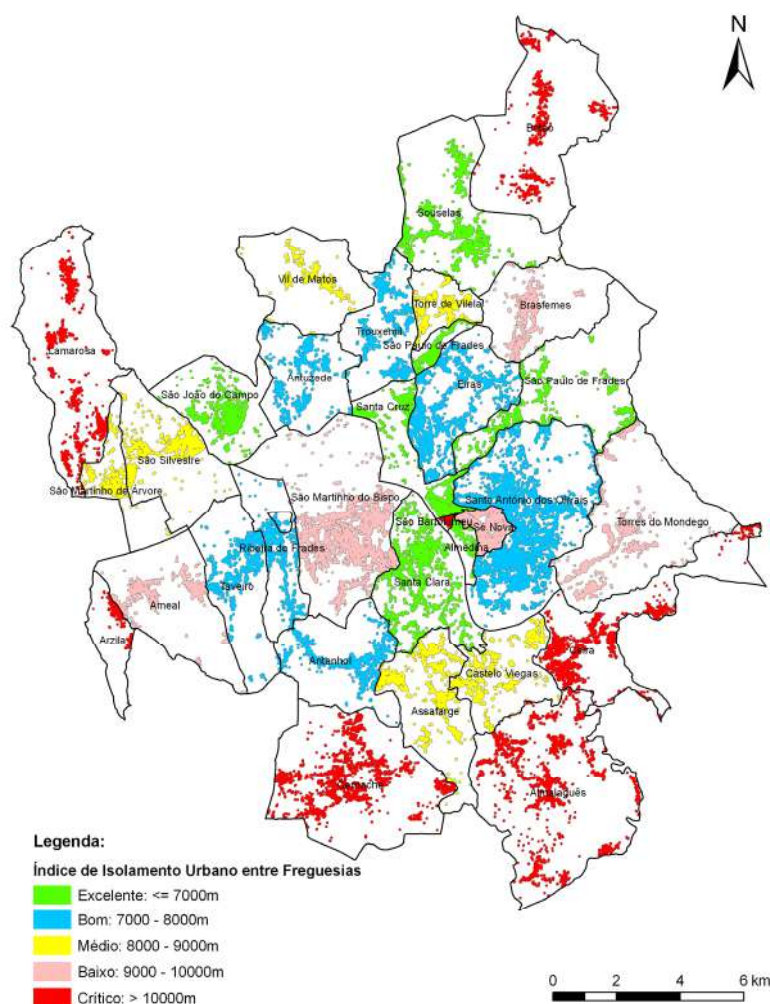 N
Botão
Souselas
Vil de Matos
Torre de Vilela
Brasfemes
Trouxemil
São Paulo de Frades
Lamarosa
Antuzede
Eiras
São Paulo de Frades
São João do Campo
Santa Cruz
São Silvestre
São Martinho do Bispo
Santo António dos Olivais
São Martinho de Árvore
São Bartolomeu
Sé Nova
Torres do Mondego
Ribeira de Frades
Almedina
Taveiro
Santa Clara
Ameal
Arzila
Ceira
Antanhol
Castelo Viegas
Assafarge
Cernache
Almalaguês
Legenda:
Índice de Isolamento Urbano entre Freguesias
Excelente: <= 7000m
Bom: 7000 - 8000m
Médio: 8000 - 9000m
Baixo: 9000 - 10000m
Crítico: > 10000m
0 2 4 6 km